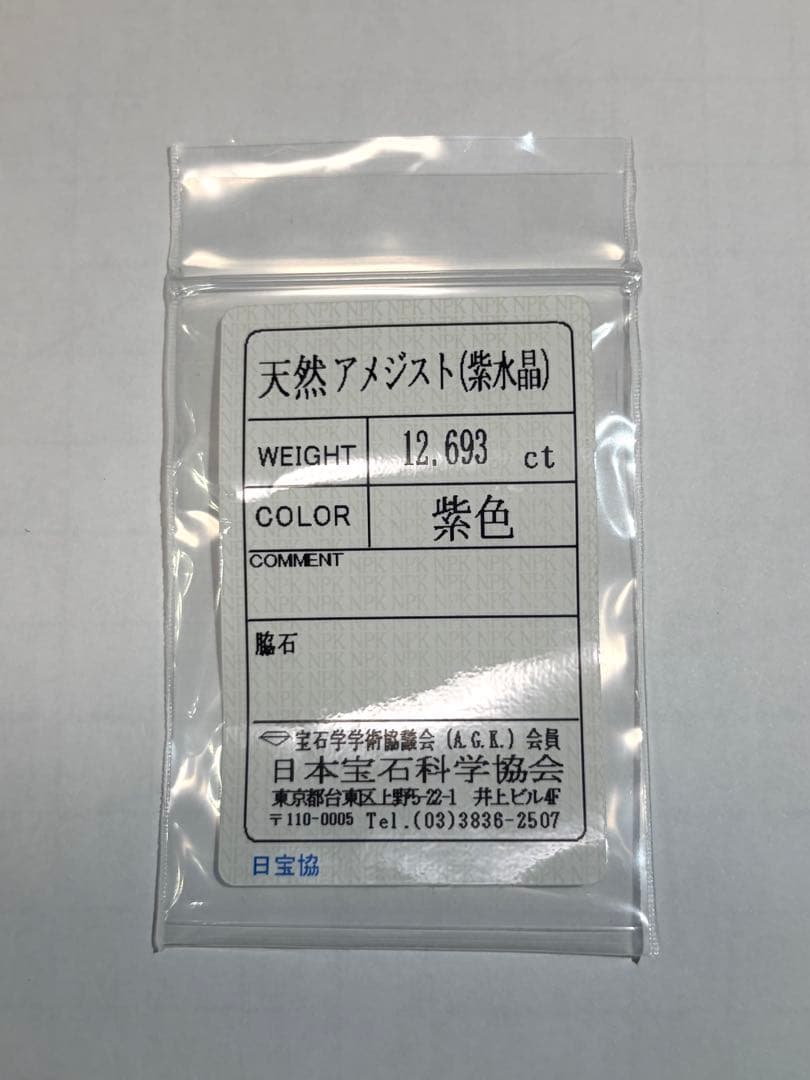 天然アメジスト(紫水晶)
WEIGHT 12,693 ct
COLOR 紫色
COMMENT
脇石
宝石学学術協議会 (A.G.K.) 会員
日本宝石科学協会
東京都台東区上野5-22-1 井上ビル4F
〒110-0005 Tel.(03)3836-2507
日宝協